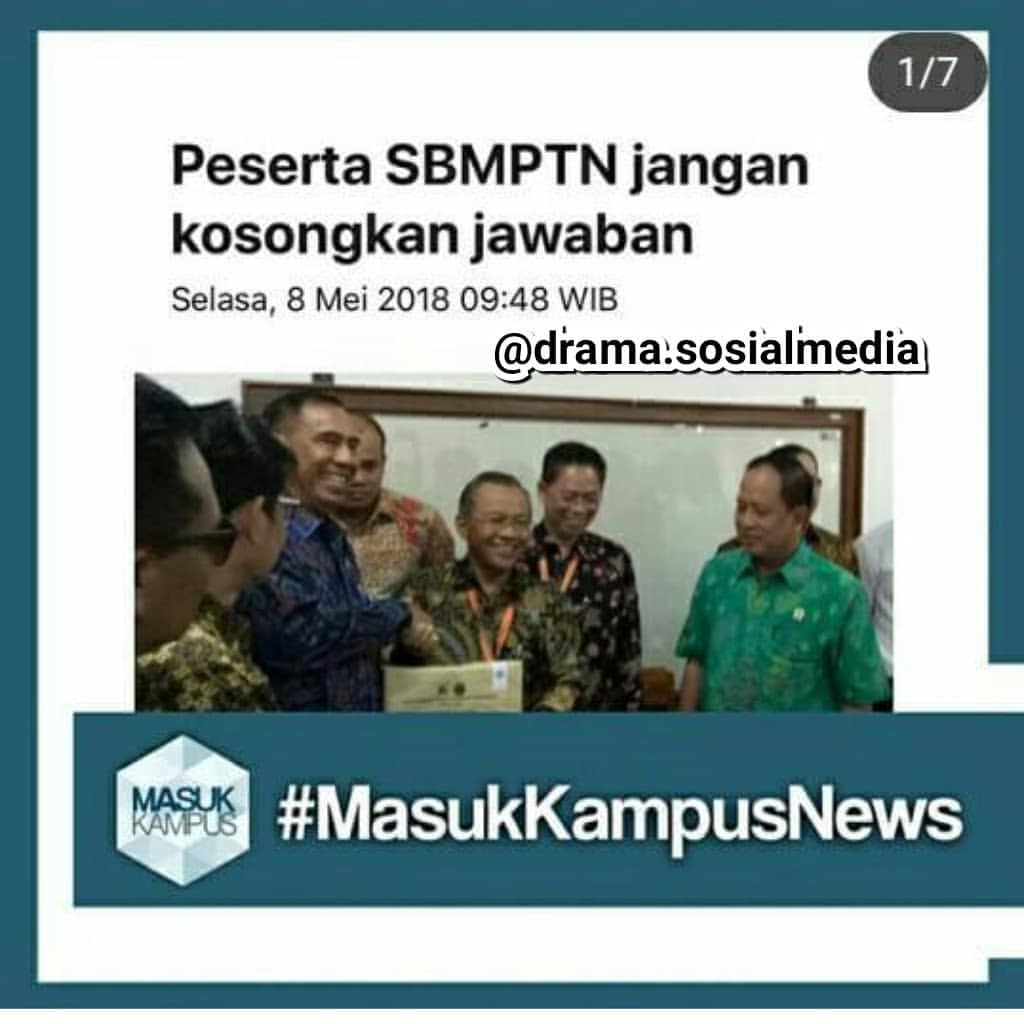 1/7
Peserta SBMPTN jangan
kosongkan jawaban
Selasa, 8 Mei 2018 09:48 WIB
@drama.sosialmedia
MASUK
KAMPUS
#MasukKampusNews